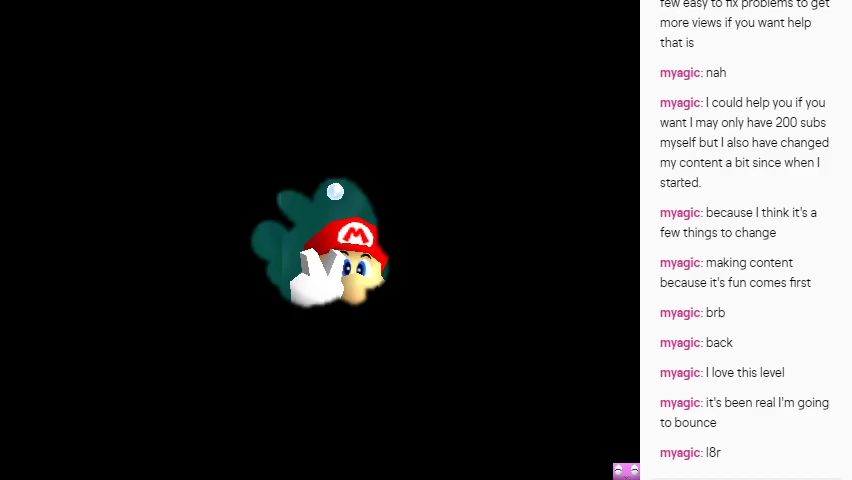 few easy to fix problems to get
more views if you want help
that is
myagic: nah
myagic: I could help you if you
want I may only have 200 subs
myself but I also have changed
my content a bit since when I
started.
myagic: because I think it's a
few things to change
myagic: making content
because it's fun comes first
myagic: brb
myagic: back
myagic: I love this level
myagic: it's been real I'm going
to bounce
myagic: l8r
M